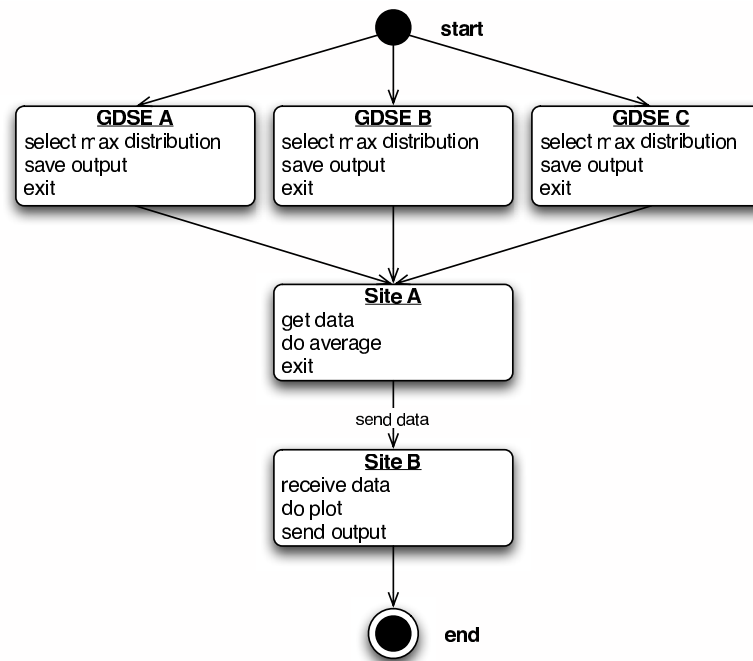 start
GDSE A
select max distribution
save output
exit
GDSE B
select max distribution
save output
exit
GDSE C
select max distribution
save output
exit
Site A
get data
do average
exit
send data
Site B
receive data
do plot
send output
end